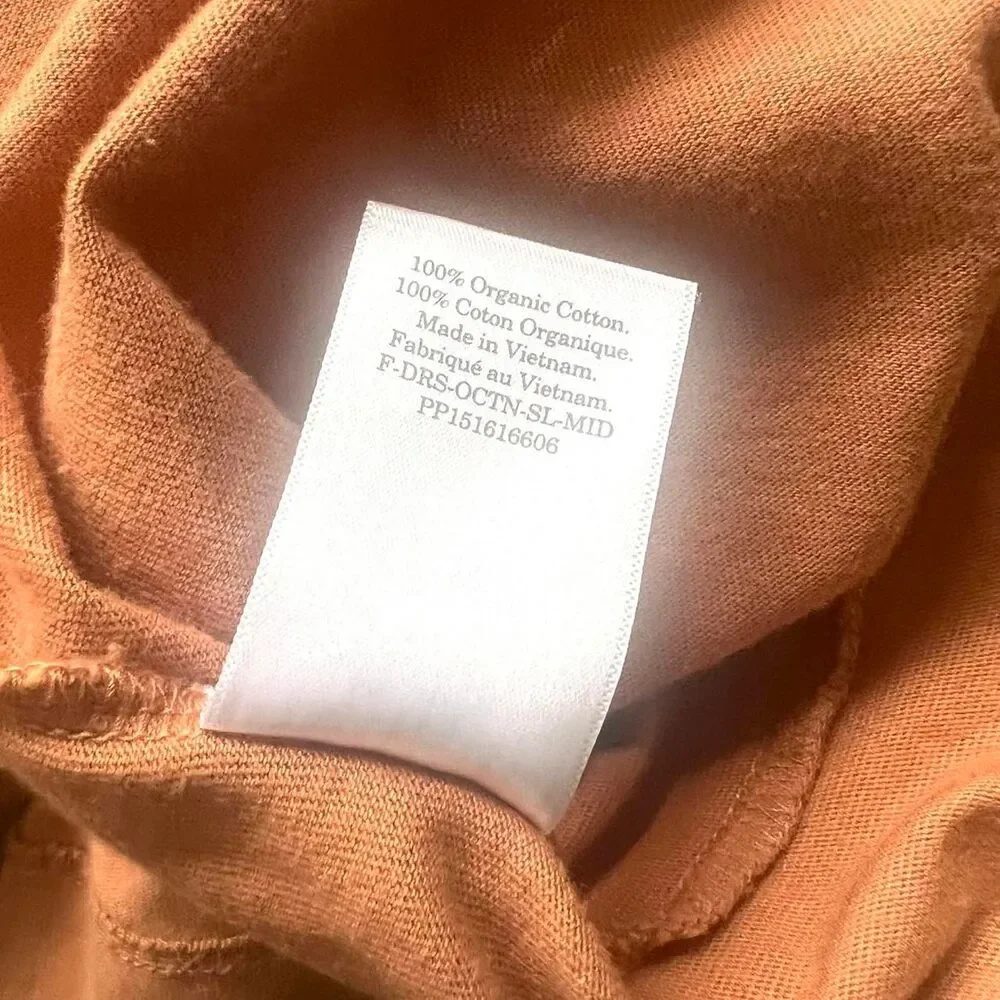 100% Organic Cotton.
100% Coton Organique.
Made in Vietnam.
Fabriqué au Vietnam.
F-DRS-OCTN-SL-MID
PP151616606